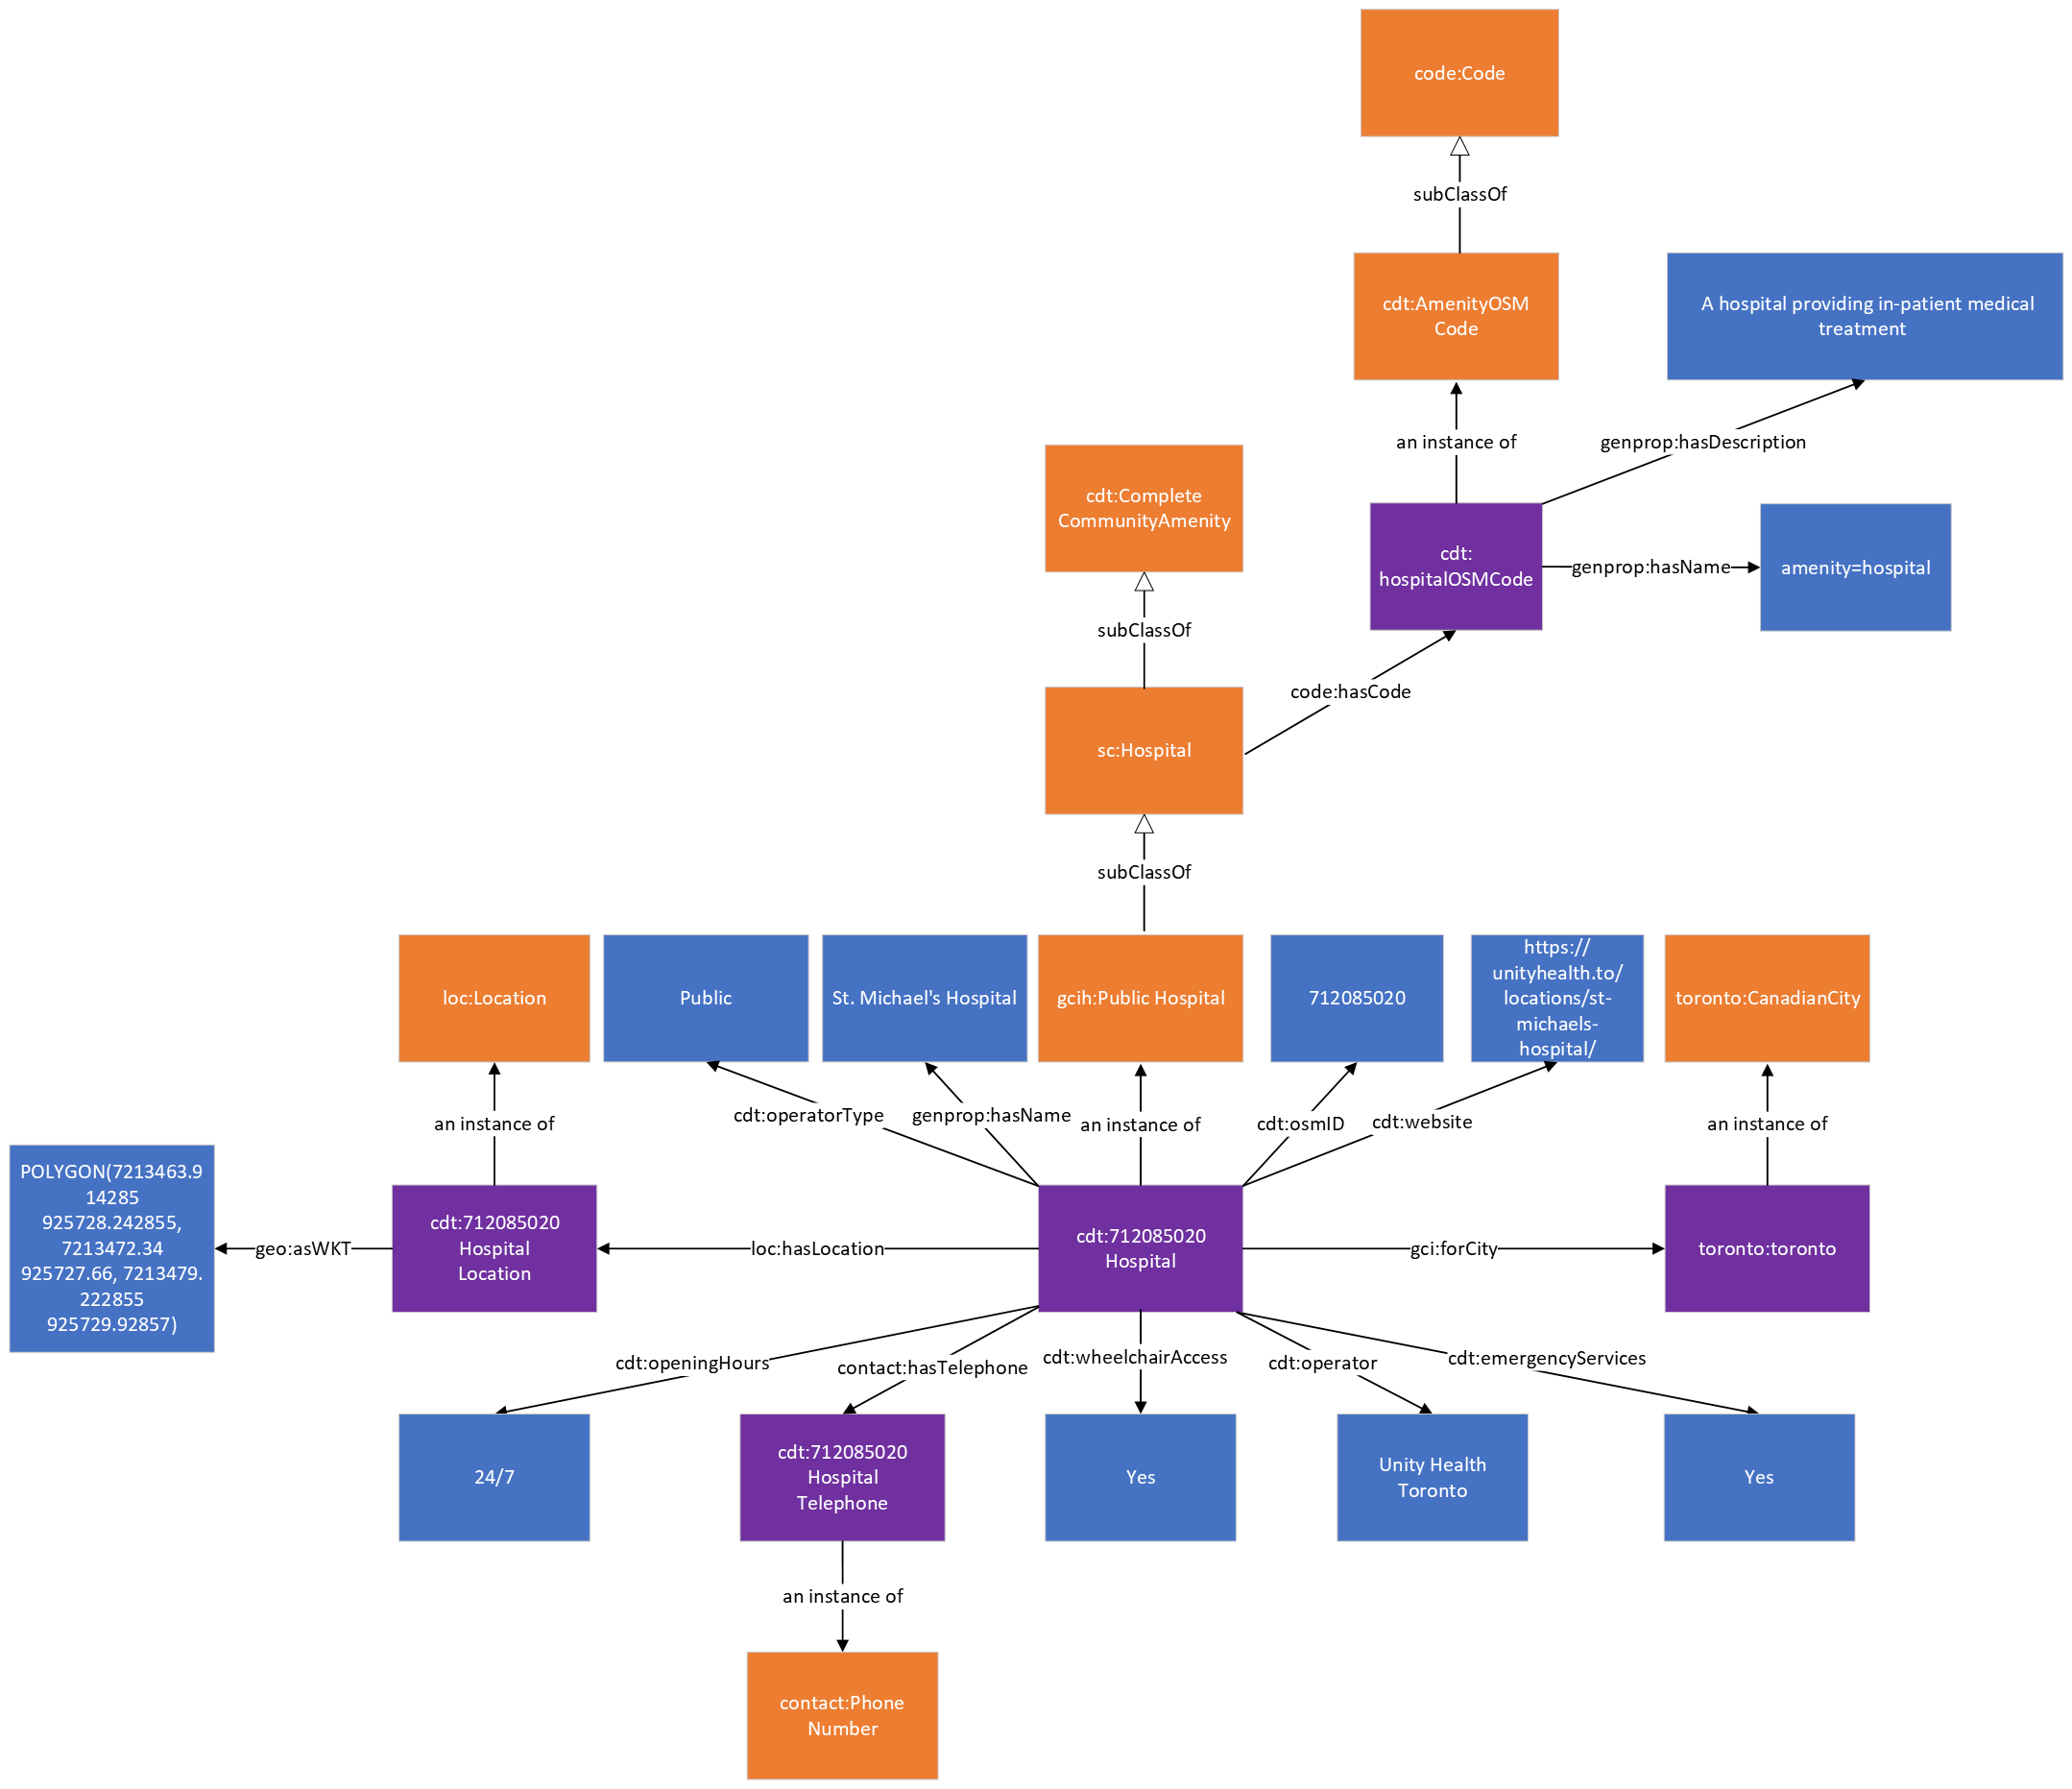 code:Code
subClassOf
cdt:AmenityOSM
Code
A hospital providing in-patient medical
treatment
an instance of
genprop:hasDescription
cdt:Complete
CommunityAmenity
cdt:
hospitalOSMCode
genprop:hasName
amenity=hospital
subClassOf
code:hasCode
sc:Hospital
subClassOf
loc:Location
Public
St. Michael's Hospital
gcih:Public Hospital
712085020
https://
unityhealth.to/
locations/st-
michaels-
hospital/
toronto:CanadianCity
an instance of
cdt:operatorType
genprop:hasName
an instance of
cdt:osmID
cdt:website
an instance of
POLYGON(7213463.9
14285
925728.242855,
7213472.34
925727.66, 7213479.
222855
925729.92857)
geo:asWKT
cdt:712085020
Hospital
Location
loc:hasLocation
cdt:712085020
Hospital
gci:forCity
toronto:toronto
cdt:openingHours
contact:hasTelephone
cdt:wheelchairAccess
cdt:operator
cdt:emergencyServices
24/7
cdt:712085020
Hospital
Telephone
Yes
Unity Health
Toronto
Yes
an instance of
contact:Phone
Number